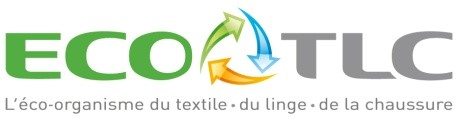 ECO TLC
L'éco-organisme du textile • du linge • de la chaussure